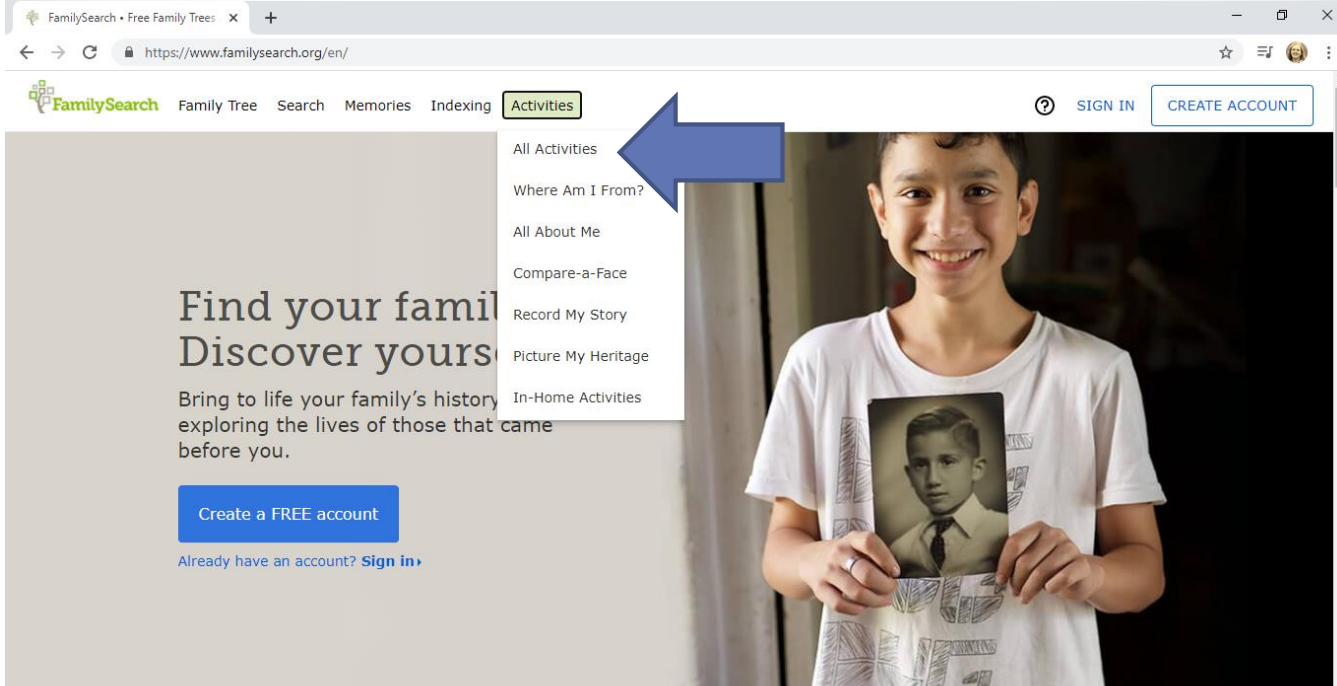 FamilySearch • Free Family Trees
https://www.familysearch.org/en/
FamilySearch Family Tree Search Memories Indexing Activities SIGN IN CREATE ACCOUNT
All Activities
Where Am I From?
All About Me
Compare-a-Face
Record My Story
Picture My Heritage
In-Home Activities
Find your famil
Discover yours
Bring to life your family's history
exploring the lives of those that came
before you.
Create a FREE account
Already have an account? Sign in